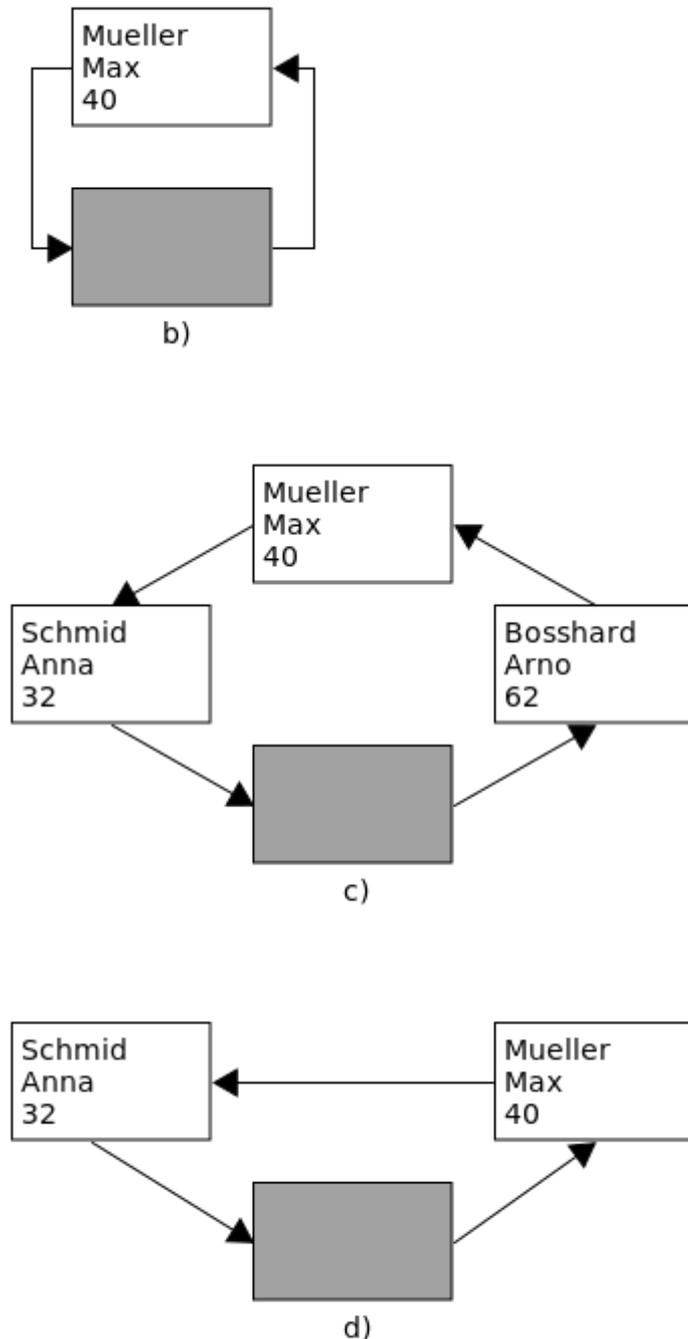 Mueller
Max
40
b)
Mueller
Max
40
Schmid
Anna
32
Bosshard
Arno
62
c)
Schmid
Anna
32
Mueller
Max
40
d)